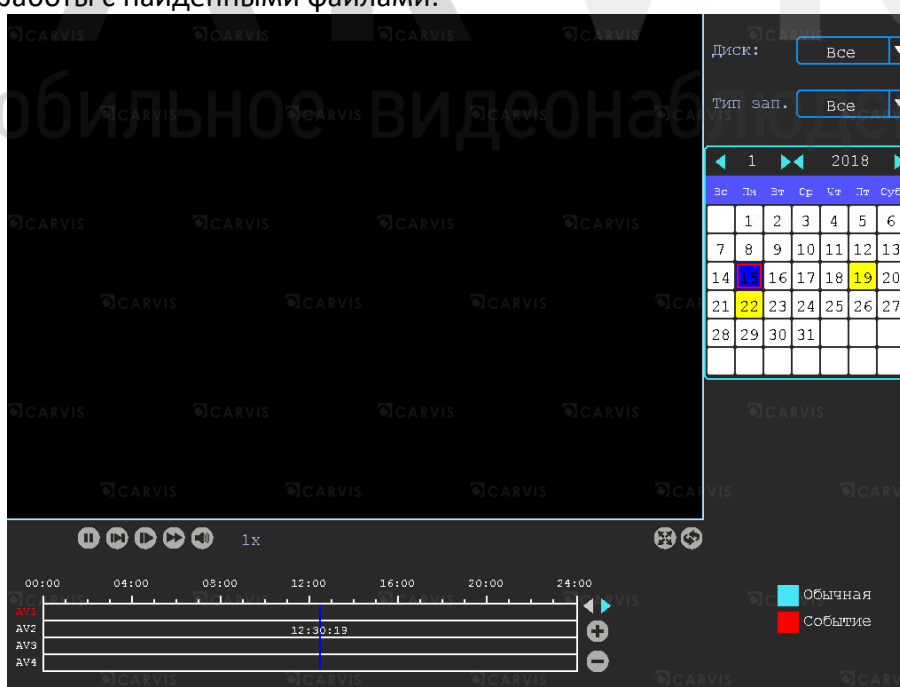 работы с найденными файлами.
CARVIS
мобильное видеонаблюдение
Диск: Все
Тип зап. Все
1 2018
Вс Пн Вт Ср Чт Пт Суб
1 2 3 4 5 6
7 8 9 10 11 12 13
14 15 16 17 18 19 20
21 22 23 24 25 26 27
28 29 30 31
1x
00:00 04:00 08:00 12:00 16:00 20:00 24:00
AV1
AV2 12:30:19
AV3
AV4
Обычная
Событие